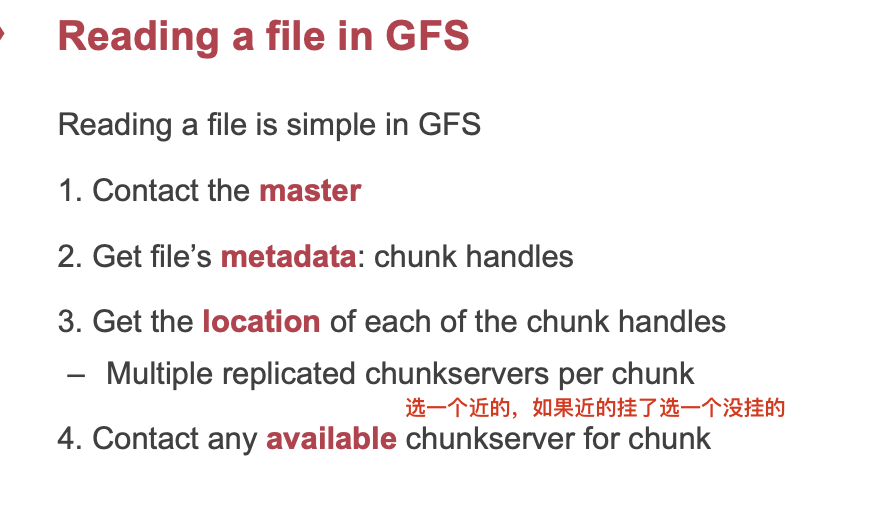 Reading a file in GFS
Reading a file is simple in GFS
1. Contact the master
2. Get file’s metadata: chunk handles
3. Get the location of each of the chunk handles
– Multiple replicated chunkservers per chunk
选一个近的，如果近的挂了选一个没挂的
4. Contact any available chunkserver for chunk